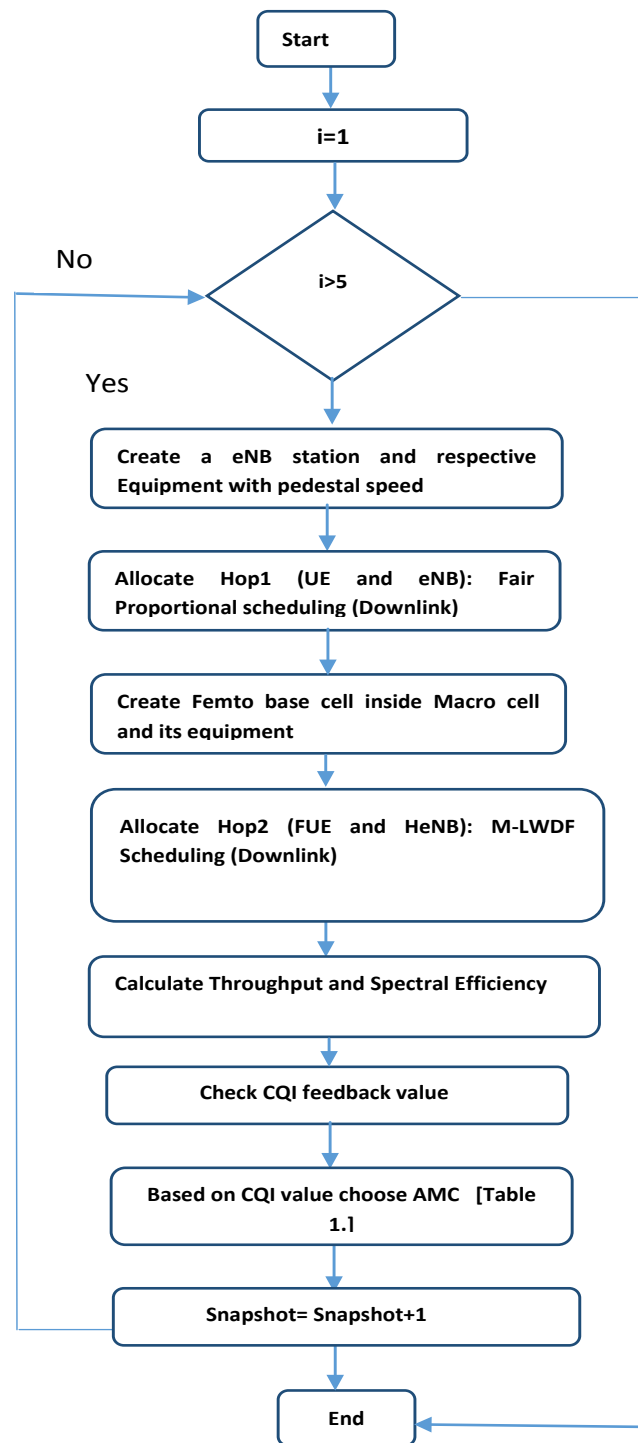 Start
i=1
No
i>5
Yes
Create a eNB station and respective
Equipment with pedestal speed
Allocate Hop1 (UE and eNB): Fair
Proportional scheduling (Downlink)
Create Femto base cell inside Macro cell
and its equipment
Allocate Hop2 (FUE and HeNB): M-LWDF
Scheduling (Downlink)
Calculate Throughput and Spectral Efficiency
Check CQI feedback value
Based on CQI value choose AMC [Table
1.]
Snapshot= Snapshot+1
End